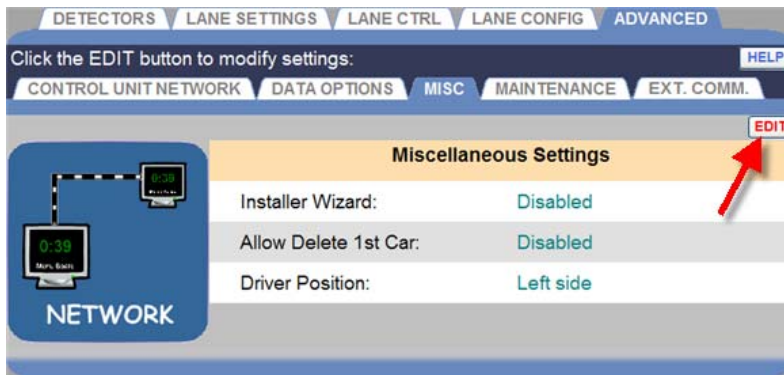 DETECTORS LANE SETTINGS LANE CTRL LANE CONFIG ADVANCED
Click the EDIT button to modify settings: HELP
CONTROL UNIT NETWORK DATA OPTIONS MISC MAINTENANCE EXT. COMM.
EDIT
Miscellaneous Settings
Installer Wizard: Disabled
Allow Delete 1st Car: Disabled
Driver Position: Left side
0:39
0:39
NETWORK